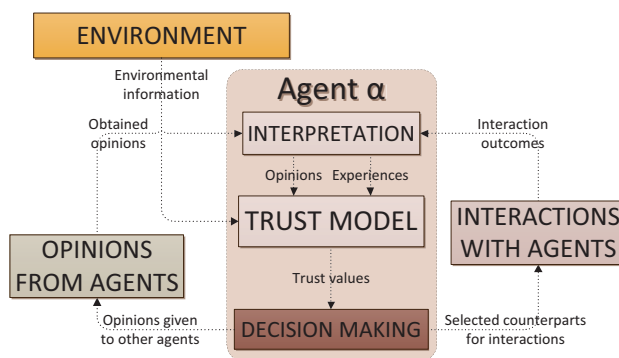 ENVIRONMENT
Environmental
information
Agent α
Obtained
opinions
INTERPRETATION
Interaction
outcomes
Opinions
Experiences
TRUST MODEL
OPINIONS
FROM AGENTS
INTERACTIONS
WITH AGENTS
Trust values
Opinions given
to other agents
DECISION MAKING
Selected counterparts
for interactions